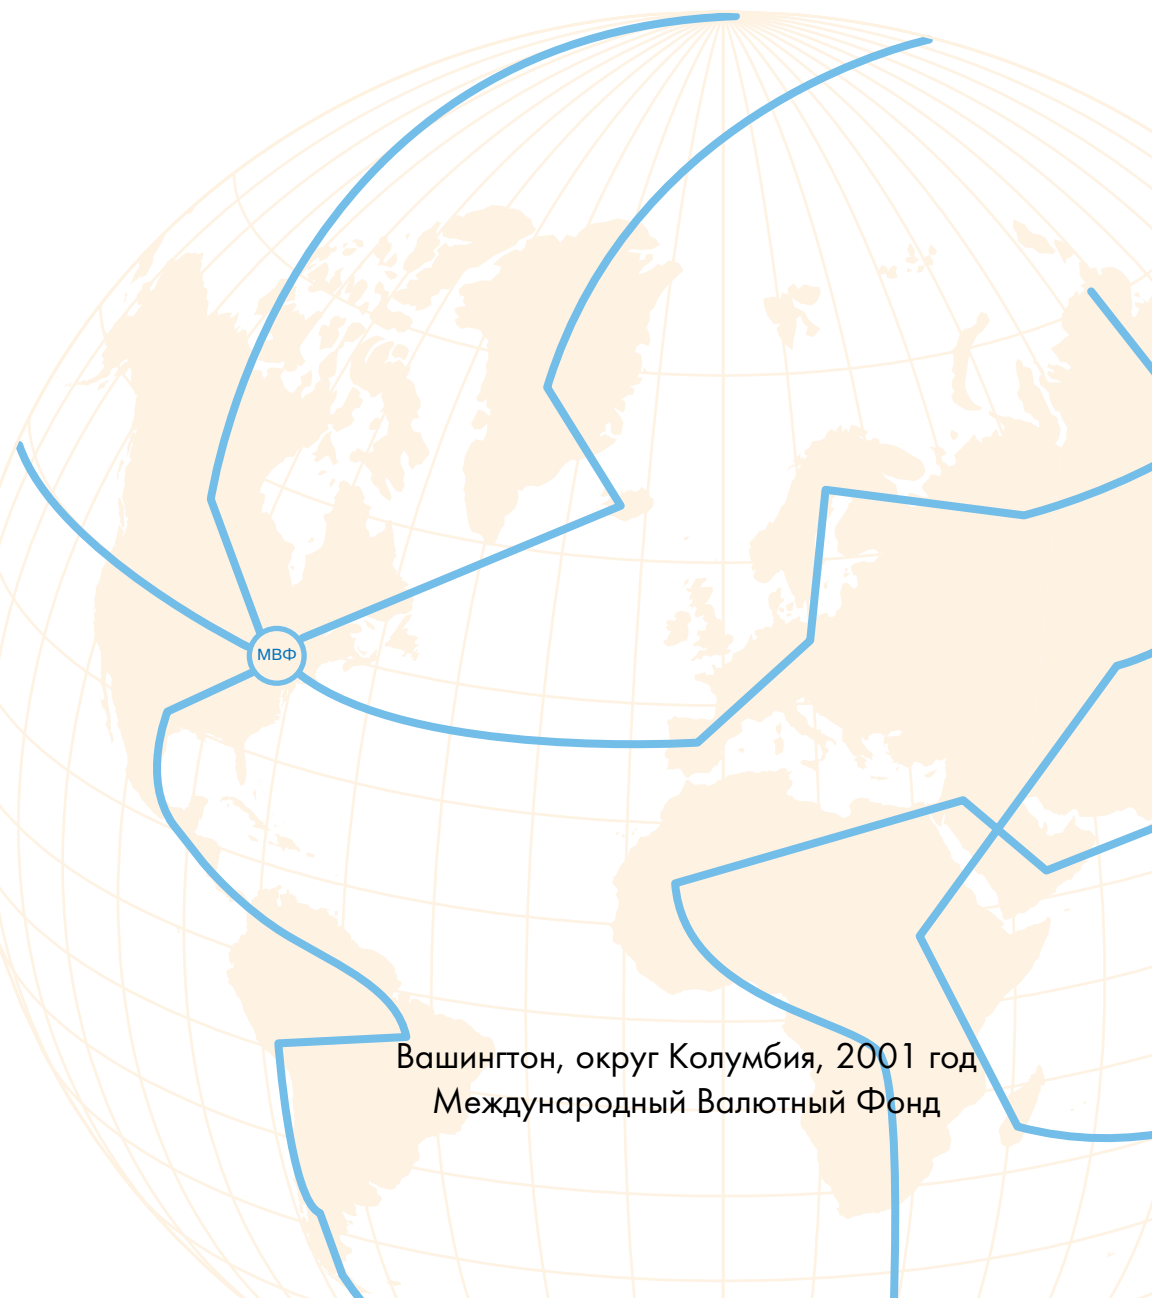 МВФ
Вашингтон, округ Колумбия, 2001 год
Международный Валютный Фонд